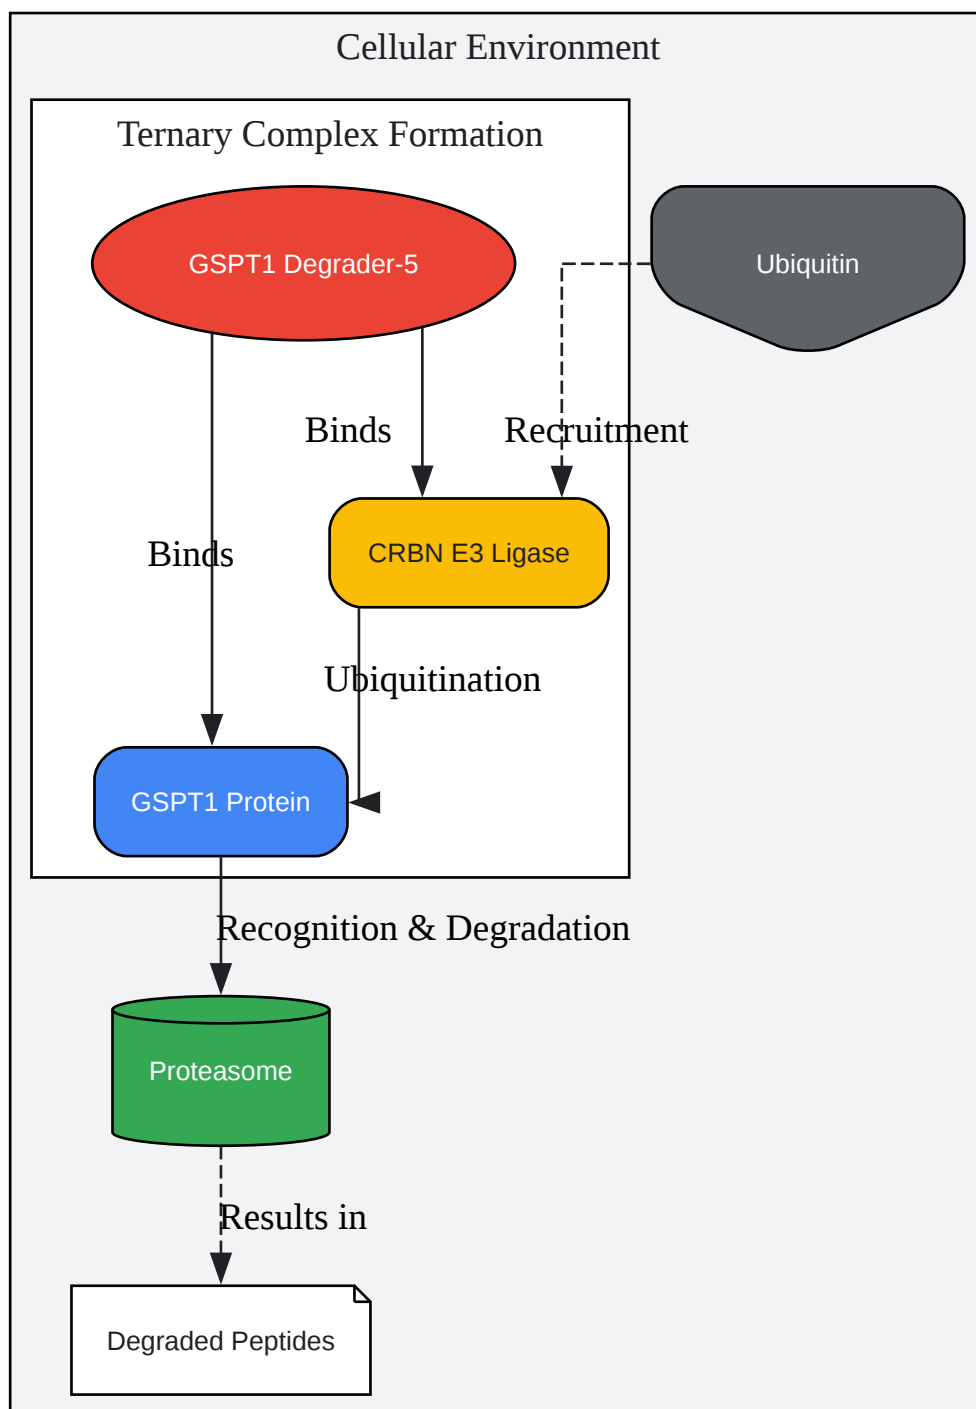 Cellular Environment
Ternary Complex Formation
GSPT1 Degrader-5
Ubiquitin
Binds
Recruitment
Binds
CRBN E3 Ligase
Ubiquitination
GSPT1 Protein
Recognition & Degradation
Proteasome
Results in
Degraded Peptides